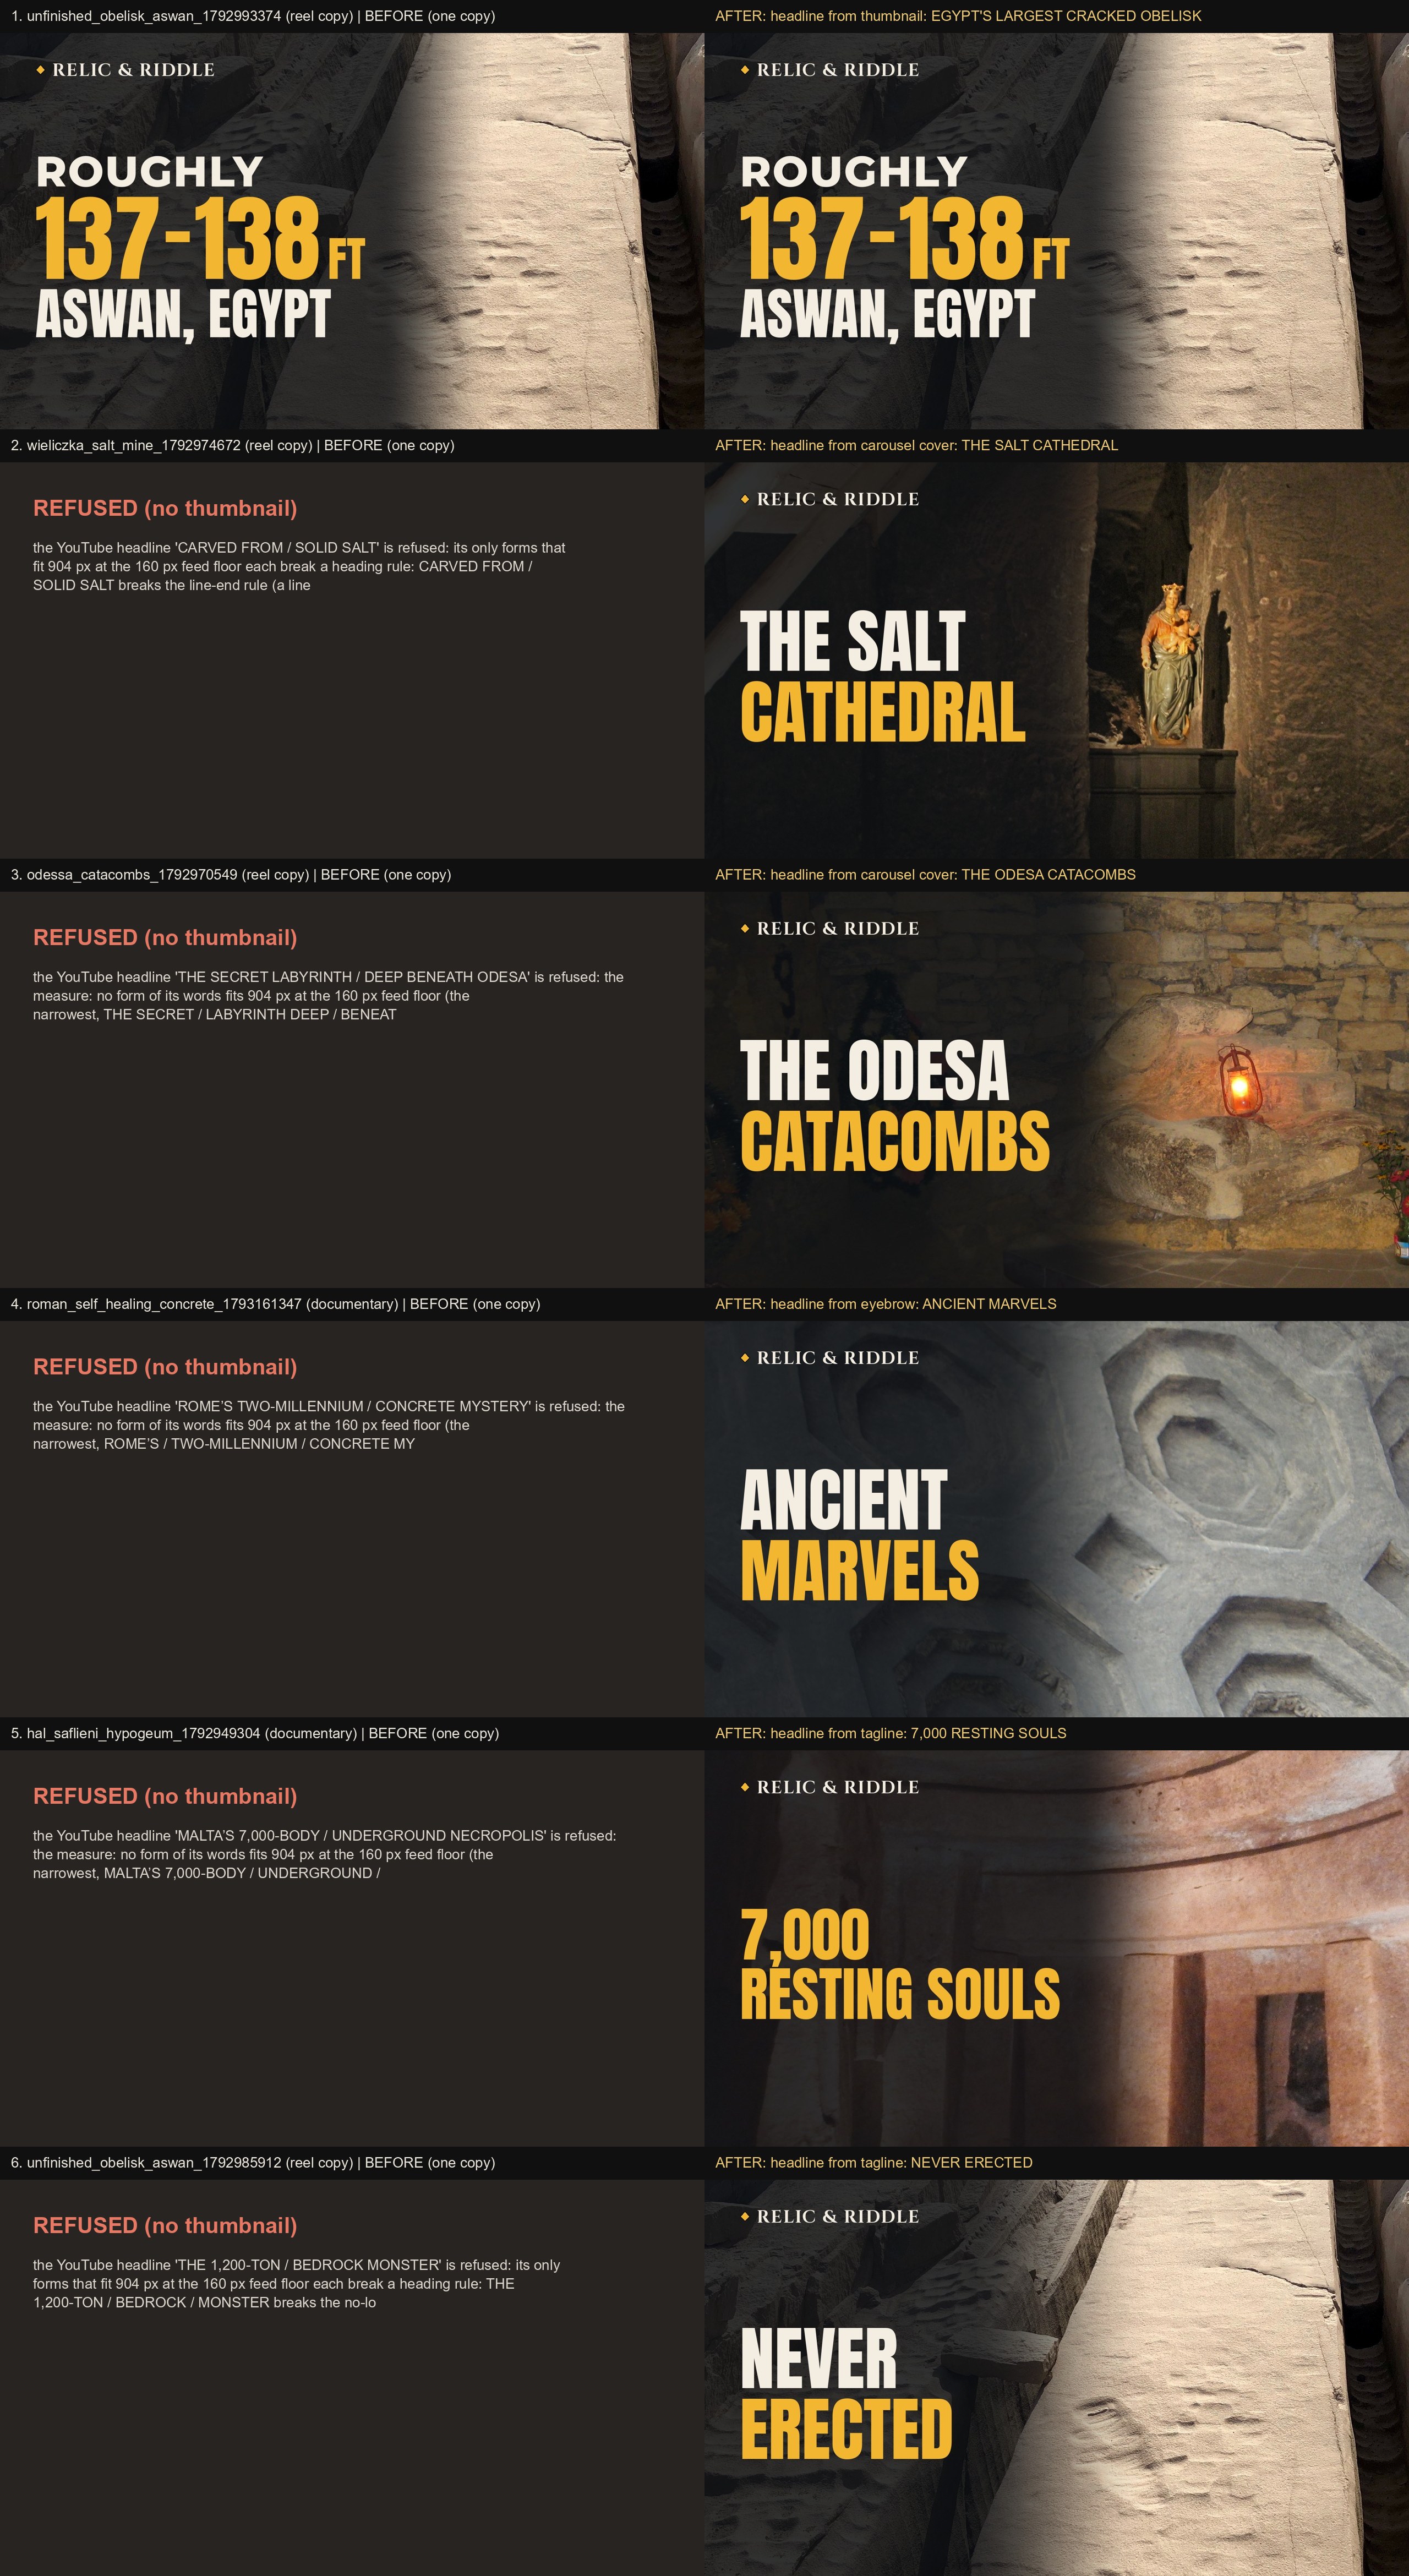 1. unfinished_obelisk_aswan_1792993374 (reel copy) | BEFORE (one copy)
AFTER: headline from thumbnail: EGYPT'S LARGEST CRACKED OBELISK
RELIC & RIDDLE
ROUGHLY
137-138 FT
ASWAN, EGYPT
RELIC & RIDDLE
ROUGHLY
137-138 FT
ASWAN, EGYPT
2. wieliczka_salt_mine_1792974672 (reel copy) | BEFORE (one copy)
AFTER: headline from carousel cover: THE SALT CATHEDRAL
REFUSED (no thumbnail)
the YouTube headline 'CARVED FROM / SOLID SALT' is refused: its only forms that
fit 904 px at the 160 px feed floor each break a heading rule: CARVED FROM /
SOLID SALT breaks the line-end rule (a line
RELIC & RIDDLE
THE SALT
CATHEDRAL
3. odessa_catacombs_1792970549 (reel copy) | BEFORE (one copy)
AFTER: headline from carousel cover: THE ODESA CATACOMBS
REFUSED (no thumbnail)
the YouTube headline 'THE SECRET LABYRINTH / DEEP BENEATH ODESA' is refused: the
measure: no form of its words fits 904 px at the 160 px feed floor (the
narrowest, THE SECRET / LABYRINTH DEEP / BENEAT
RELIC & RIDDLE
THE ODESA
CATACOMBS
4. roman_self_healing_concrete_1793161347 (documentary) | BEFORE (one copy)
AFTER: headline from eyebrow: ANCIENT MARVELS
REFUSED (no thumbnail)
the YouTube headline 'ROME’S TWO-MILLENNIUM / CONCRETE MYSTERY' is refused: the
measure: no form of its words fits 904 px at the 160 px feed floor (the
narrowest, ROME’S / TWO-MILLENNIUM / CONCRETE MY
RELIC & RIDDLE
ANCIENT
MARVELS
5. hal_saflieni_hypogeum_1792949304 (documentary) | BEFORE (one copy)
AFTER: headline from tagline: 7,000 RESTING SOULS
REFUSED (no thumbnail)
the YouTube headline 'MALTA’S 7,000-BODY / UNDERGROUND NECROPOLIS' is refused:
the measure: no form of its words fits 904 px at the 160 px feed floor (the
narrowest, MALTA’S 7,000-BODY / UNDERGROUND /
RELIC & RIDDLE
7,000
RESTING SOULS
6. unfinished_obelisk_aswan_1792985912 (reel copy) | BEFORE (one copy)
AFTER: headline from tagline: NEVER ERECTED
REFUSED (no thumbnail)
the YouTube headline 'THE 1,200-TON / BEDROCK MONSTER' is refused: its only
forms that fit 904 px at the 160 px feed floor each break a heading rule: THE
1,200-TON / BEDROCK / MONSTER breaks the no-lo
RELIC & RIDDLE
NEVER
ERECTED